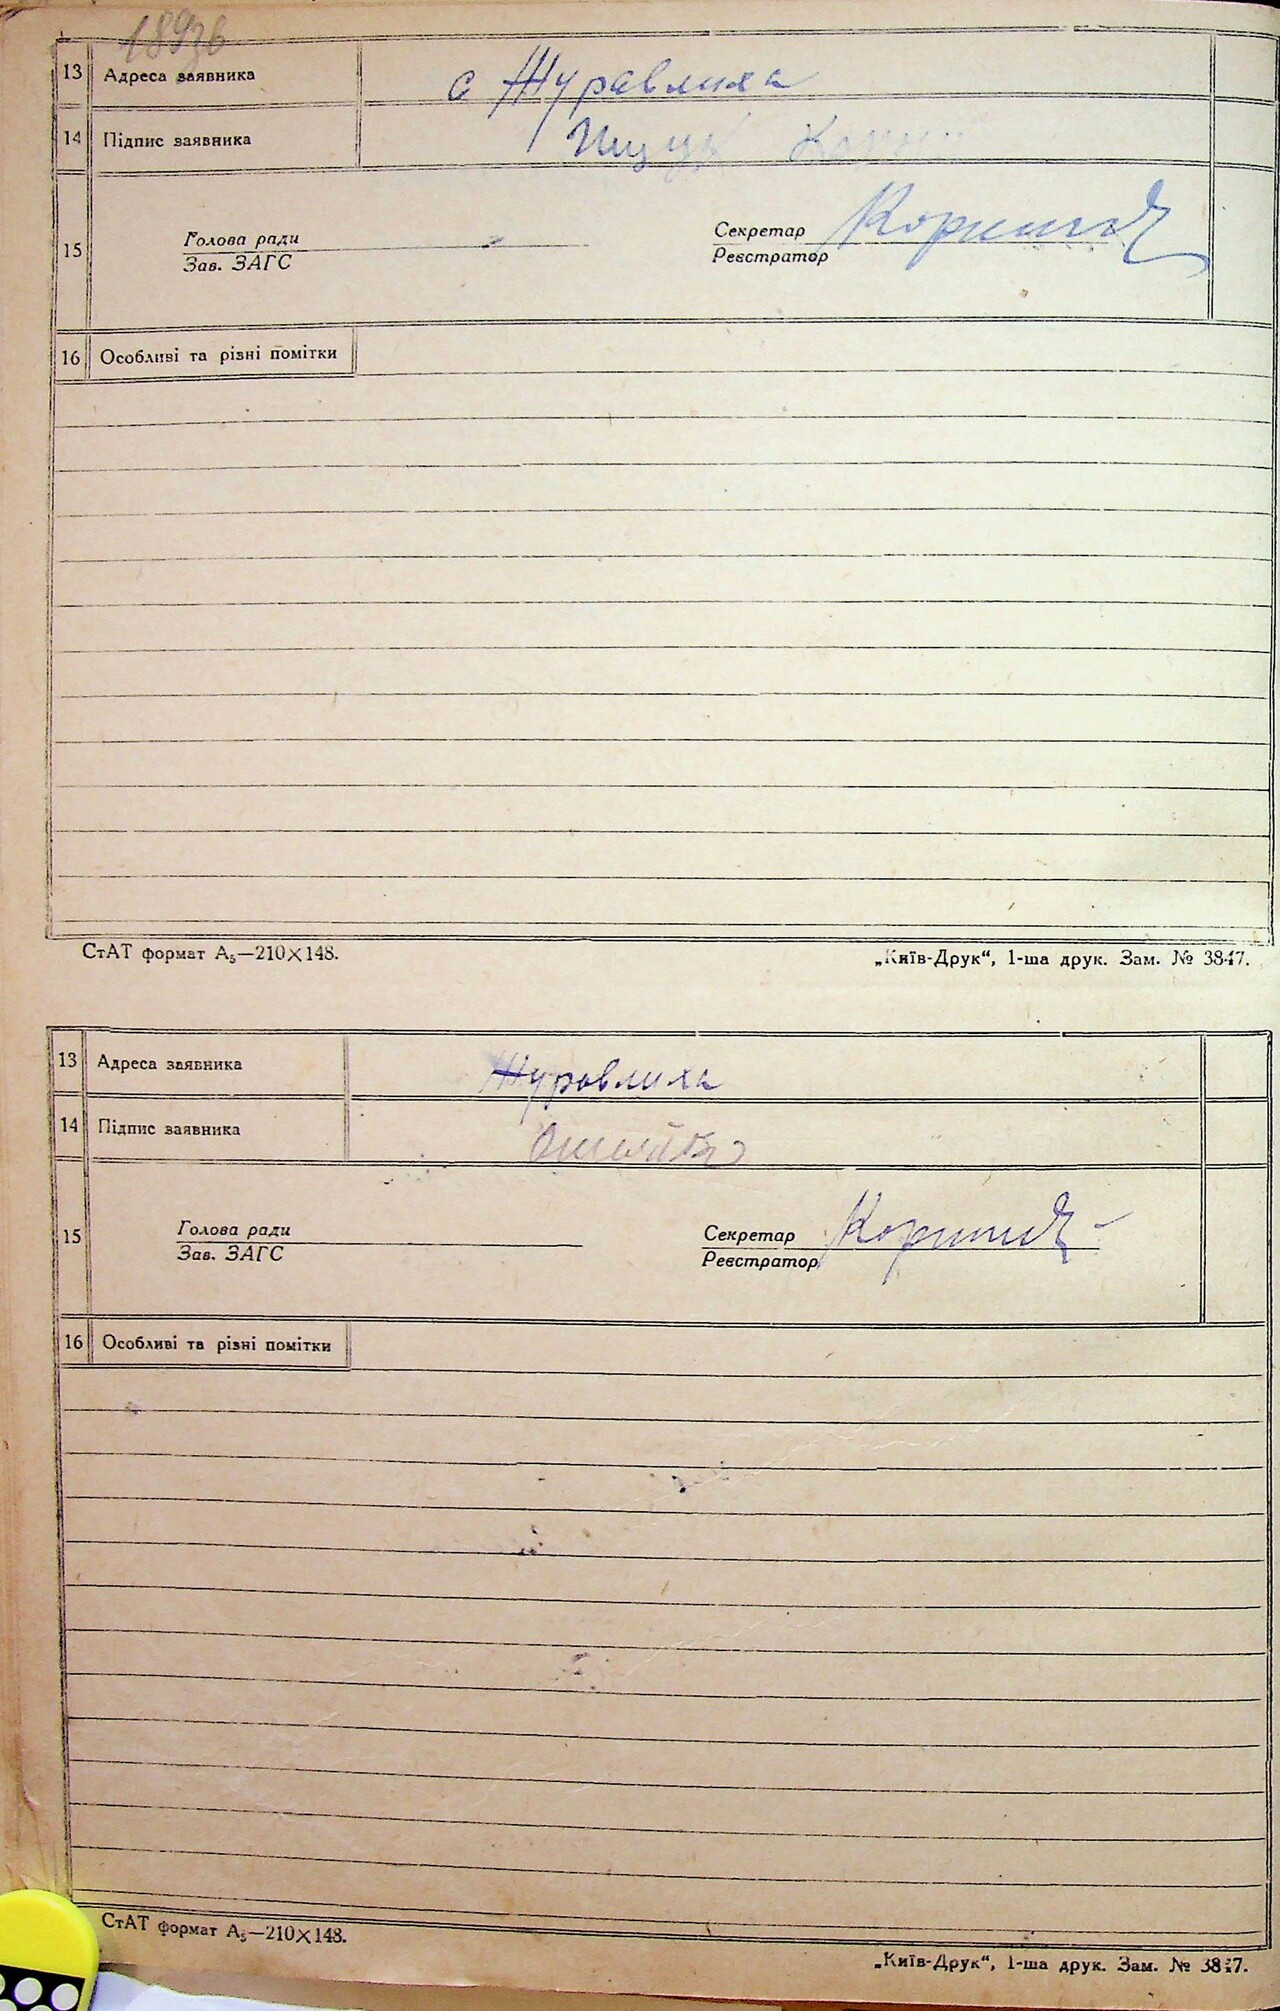 189зв
13 Адреса заявника с Журавлиха
14 Підпис заявника Іщук
15 Голова ради Секретар
Зав. ЗАГС Реєстратор
16 Особливі та різні помітки
СтАТ формат А₅—210×148. „Київ-Друк“, 1-ша друк. Зам. № 3847.
13 Адреса заявника Журавлиха
14 Підпис заявника
15 Голова ради Секретар
Зав. ЗАГС Реєстратор
16 Особливі та різні помітки
СтАТ формат А₅—210×148.
„Київ-Друк“, 1-ша друк. Зам. № 3847.